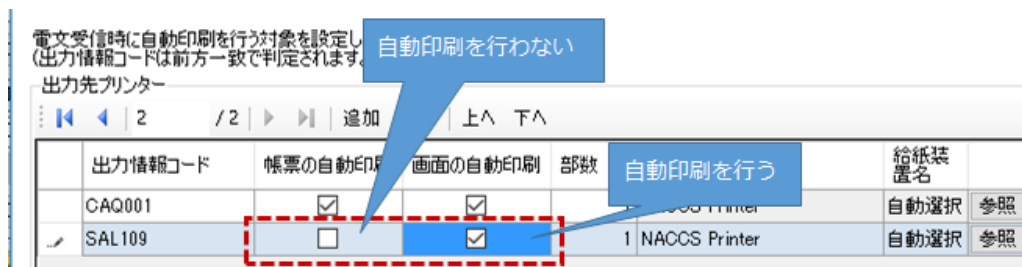 電文受信時に自動印刷を行う対象を設定し
(出力情報コードは前方一致で判定されます
自動印刷を行わない
出力先プリンター
2 / 2 追加 上へ 下へ
出力情報コード 帳票の自動印刷 画面の自動印刷 部数 給紙装置名
自動印刷を行う
CAQ001 1 NACCS Printer 自動選択 参照
SAL109 1 NACCS Printer 自動選択 参照